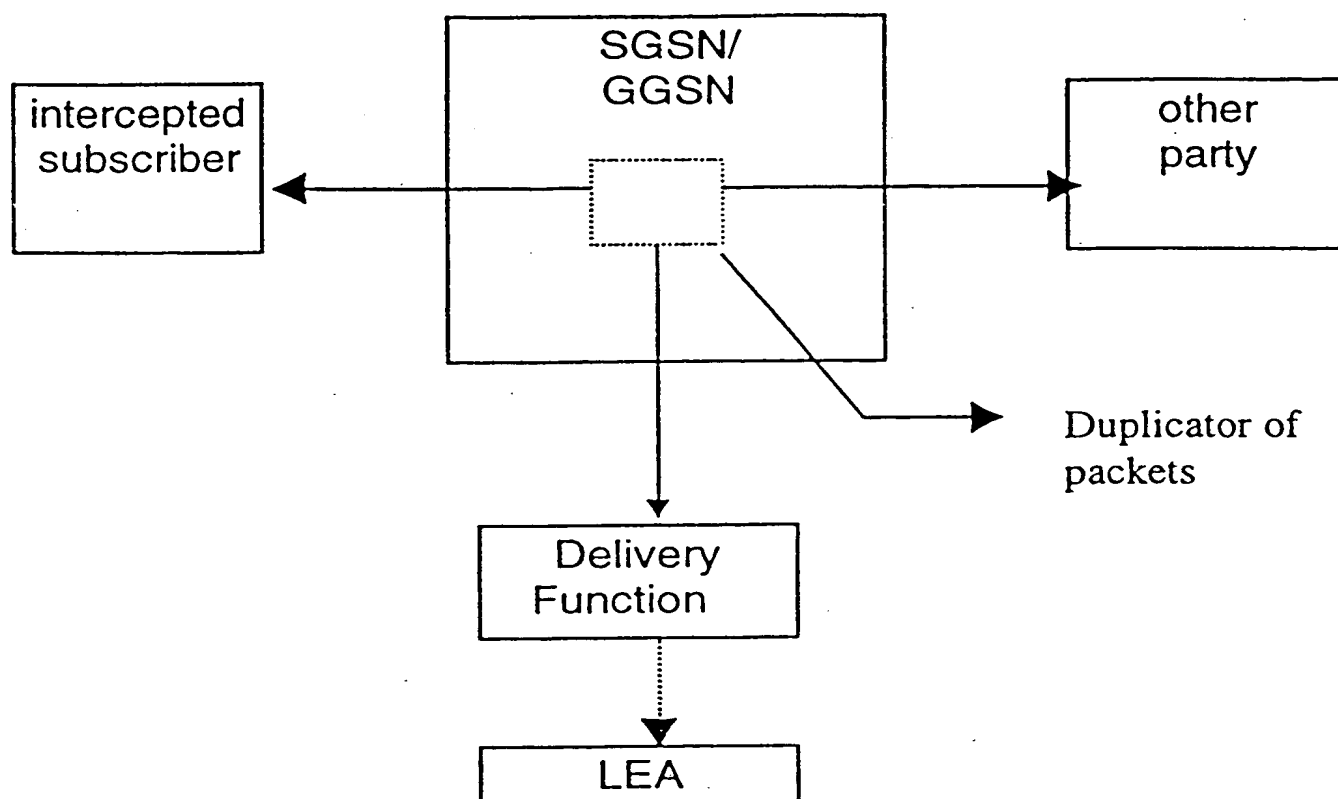 SGSN/
GGSN
intercepted
subscriber
other
party
Duplicator of
packets
Delivery
Function
LEA